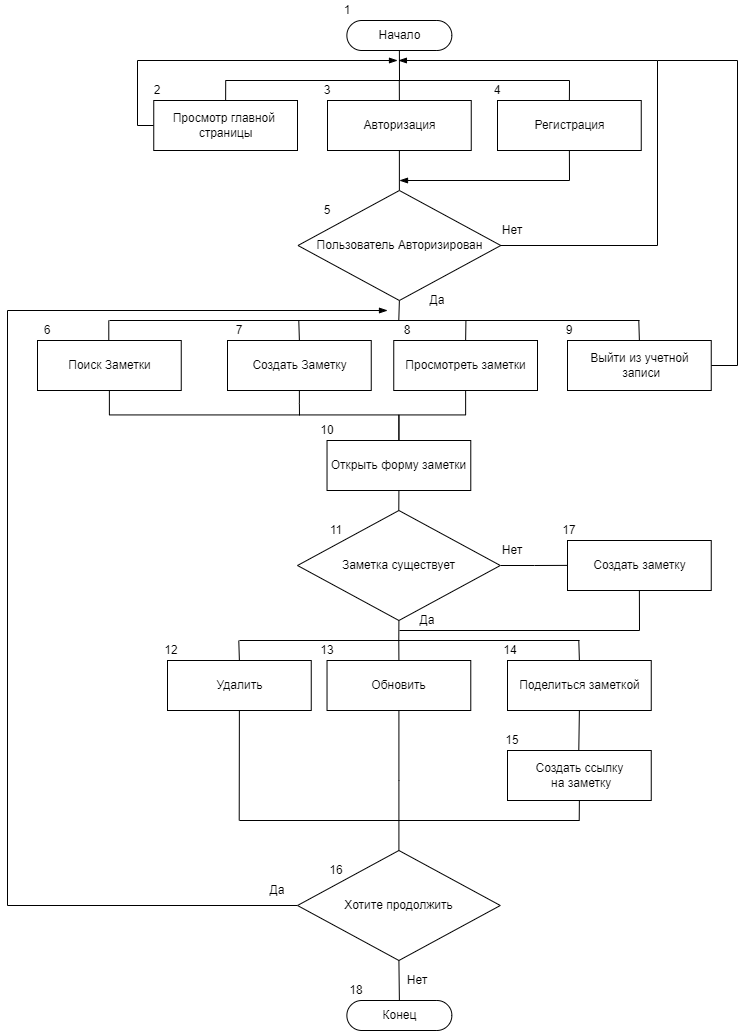 1
Начало
2
Просмотр главной
страницы
3
Авторизация
4
Регистрация
5
Пользователь Авторизирован
Нет
Да
6
Поиск Заметки
7
Создать Заметку
8
Просмотреть заметки
9
Выйти из учетной
записи
10
Открыть форму заметки
11
Заметка существует
Нет
17
Создать заметку
Да
12
Удалить
13
Обновить
14
Поделиться заметкой
15
Создать ссылку
на заметку
16
Хотите продолжить
Да
Нет
18
Конец